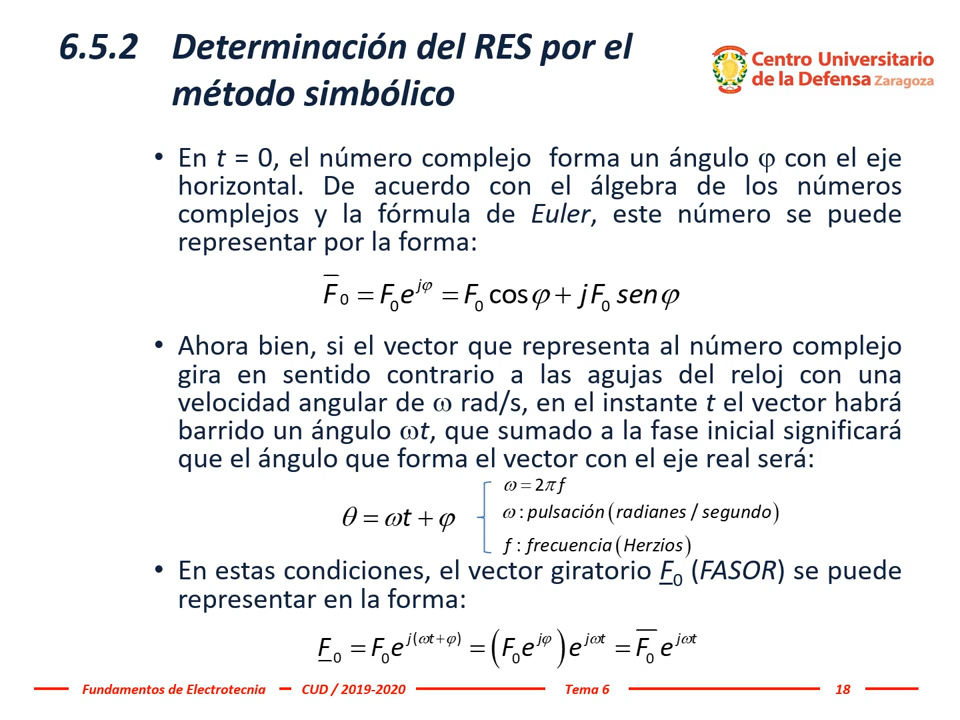 6.5.2 Determinación del RES por el
método simbólico
Centro Universitario
de la Defensa Zaragoza
• En t = 0, el número complejo forma un ángulo φ con el eje
horizontal. De acuerdo con el álgebra de los números
complejos y la fórmula de Euler, este número se puede
representar por la forma:
F̅₀ = F₀e^{jφ} = F₀ cos φ + j F₀ sen φ
• Ahora bien, si el vector que representa al número complejo
gira en sentido contrario a las agujas del reloj con una
velocidad angular de ω rad/s, en el instante t el vector habrá
barrido un ángulo ωt, que sumado a la fase inicial significará
que el ángulo que forma el vector con el eje real será:
θ = ωt + φ
ω = 2π f
ω : pulsación (radianes / segundo)
f : frecuencia (Herzios)
• En estas condiciones, el vector giratorio F̲₀ (FASOR) se puede
representar en la forma:
F̲₀ = F₀e^{j(ωt+φ)} = (F₀e^{jφ}) e^{jωt} = F̅₀ e^{jωt}
Fundamentos de Electrotecnia CUD / 2019-2020 Tema 6 18